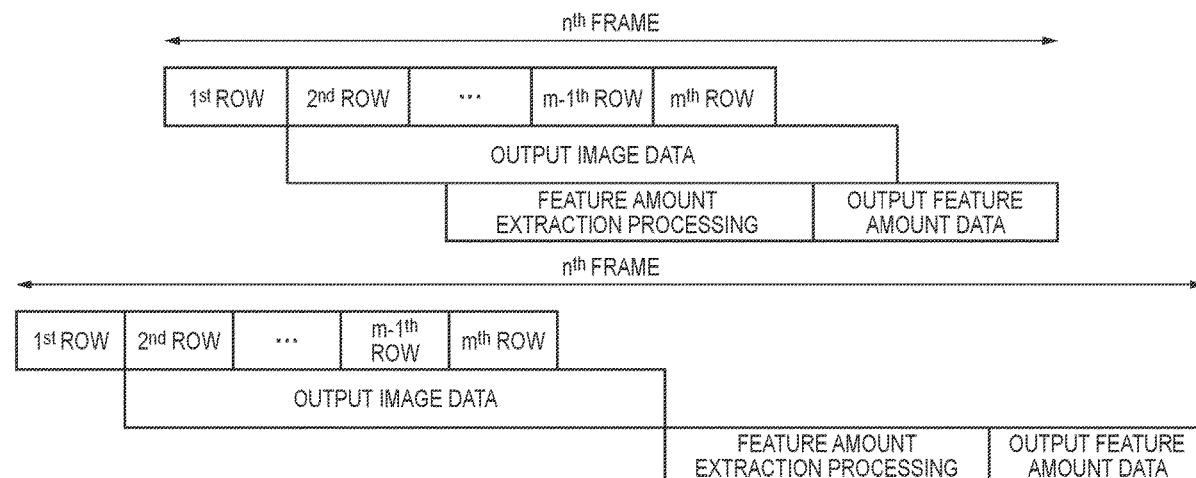 nth FRAME
1st ROW 2nd ROW ... m-1th ROW mth ROW
OUTPUT IMAGE DATA
FEATURE AMOUNT
EXTRACTION PROCESSING
OUTPUT FEATURE
AMOUNT DATA
nth FRAME
1st ROW 2nd ROW ... m-1th
ROW mth ROW
OUTPUT IMAGE DATA
FEATURE AMOUNT
EXTRACTION PROCESSING
OUTPUT FEATURE
AMOUNT DATA